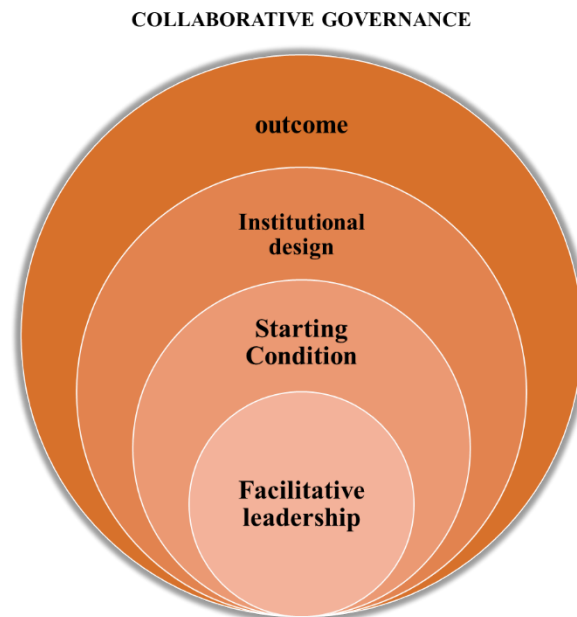 COLLABORATIVE GOVERNANCE
outcome
Institutional
design
Starting
Condition
Facilitative
leadership